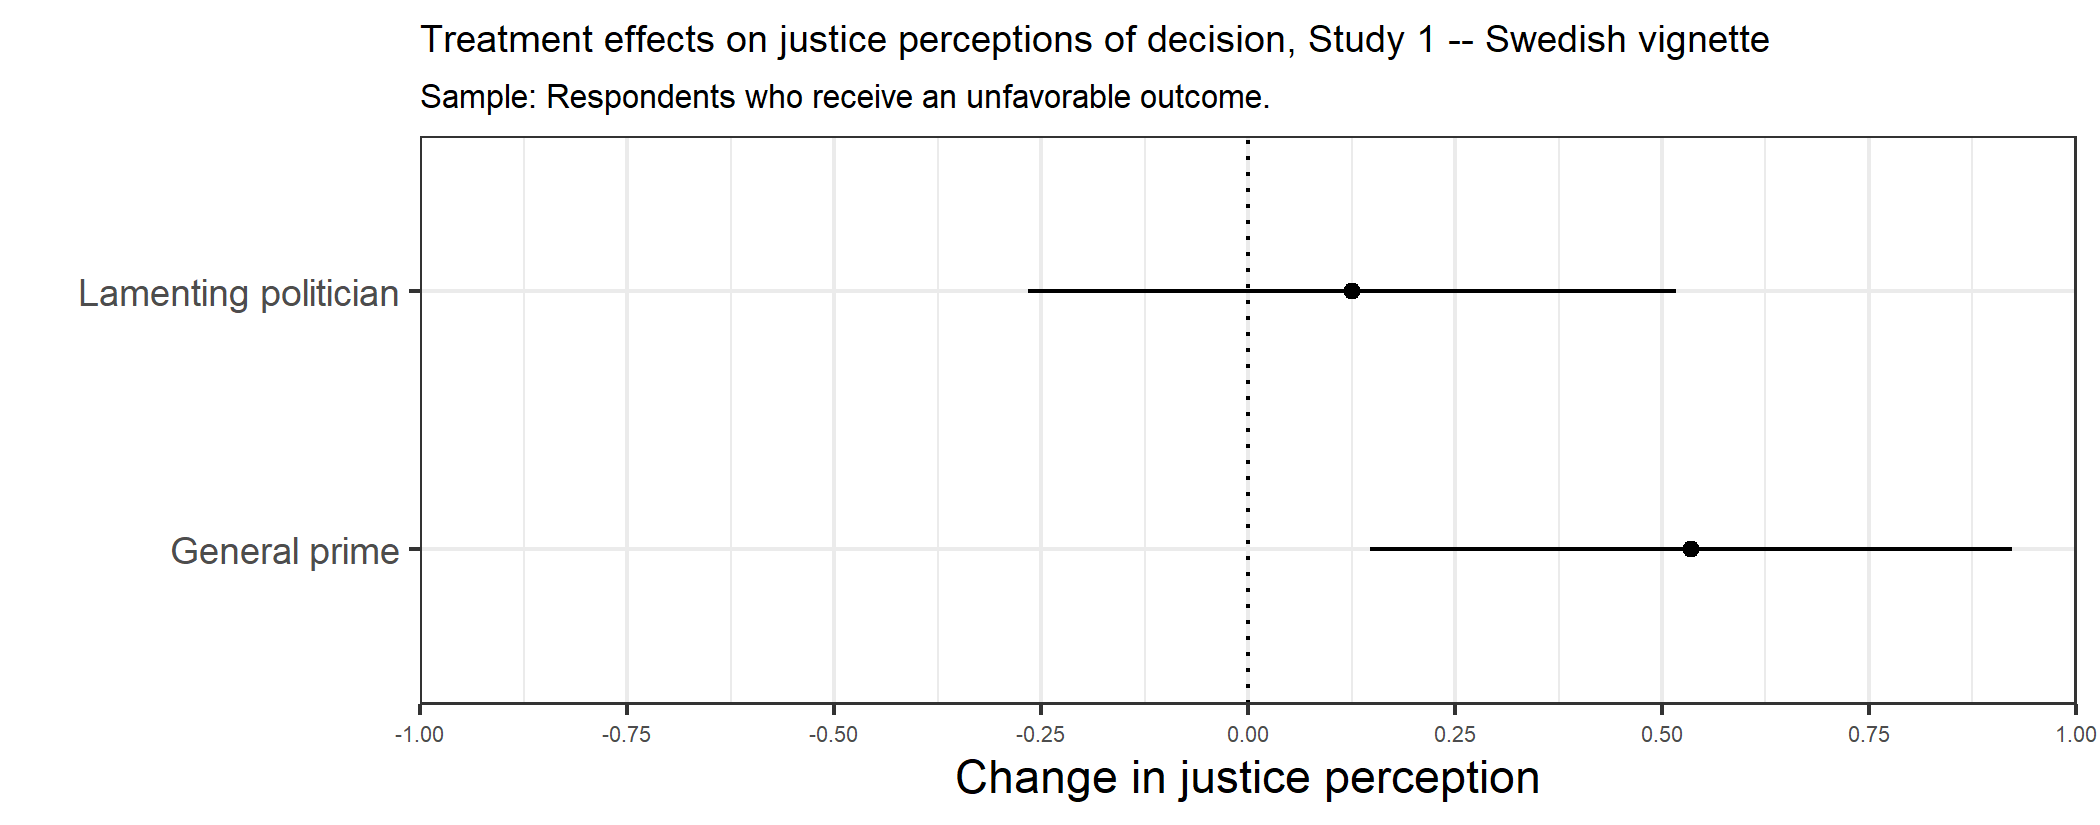 Treatment effects on justice perceptions of decision, Study 1 -- Swedish vignette
Sample: Respondents who receive an unfavorable outcome.
Lamenting politician
General prime
-1.00 -0.75 -0.50 -0.25 0.00 0.25 0.50 0.75 1.00
Change in justice perception